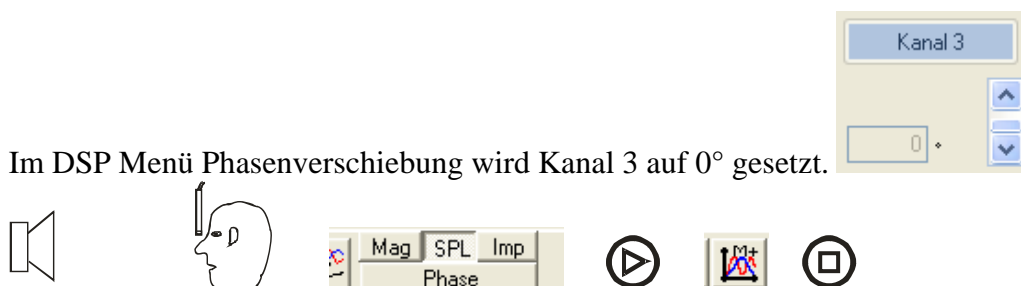 Kanal 3
0 °
Im DSP Menü Phasenverschiebung wird Kanal 3 auf 0° gesetzt.
Mag SPL Imp
Phase
M+